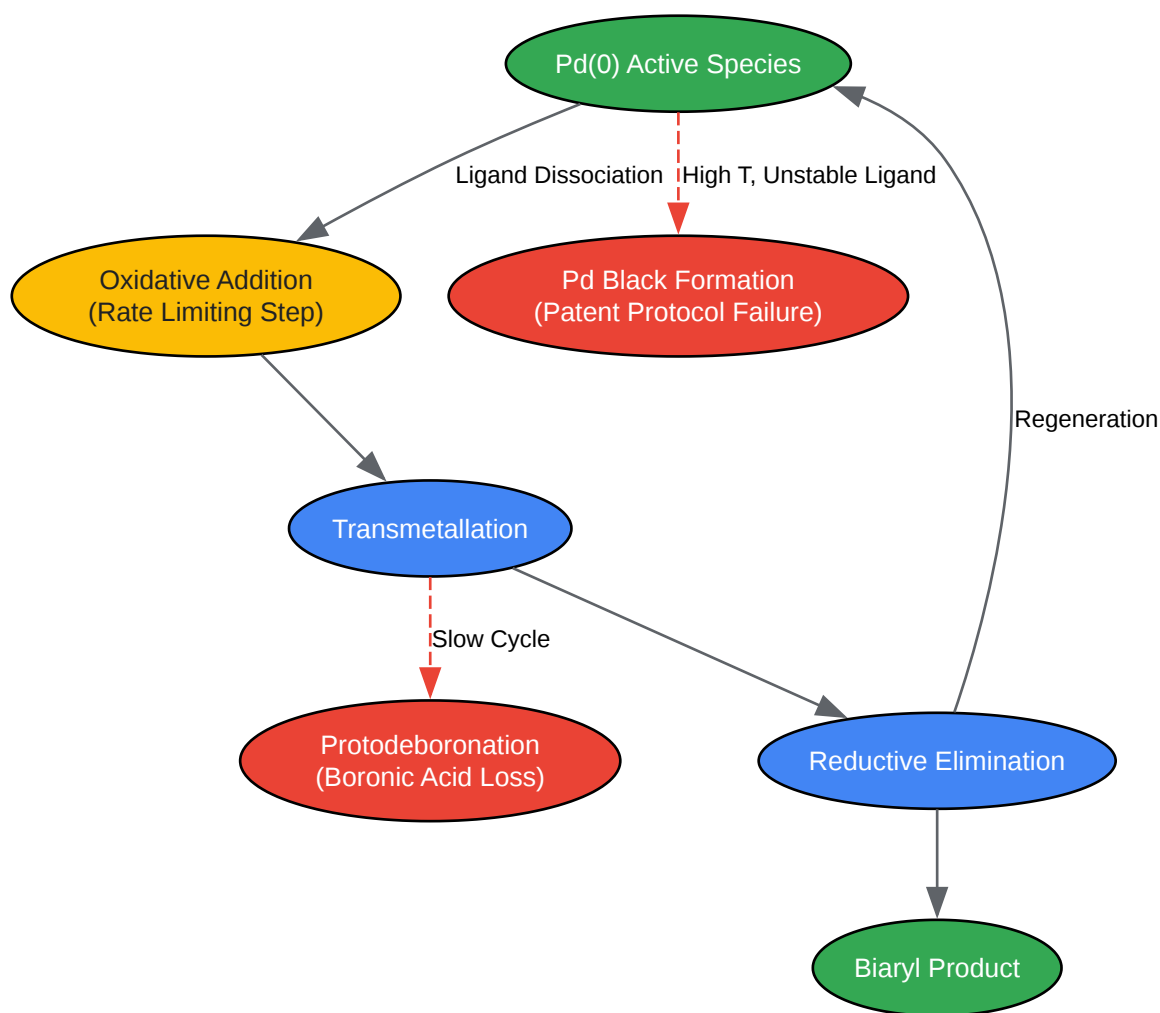 Pd(0) Active Species
Ligand Dissociation
High T, Unstable Ligand
Oxidative Addition
(Rate Limiting Step)
Pd Black Formation
(Patent Protocol Failure)
Regeneration
Transmetallation
Slow Cycle
Protodeboronation
(Boronic Acid Loss)
Reductive Elimination
Biaryl Product